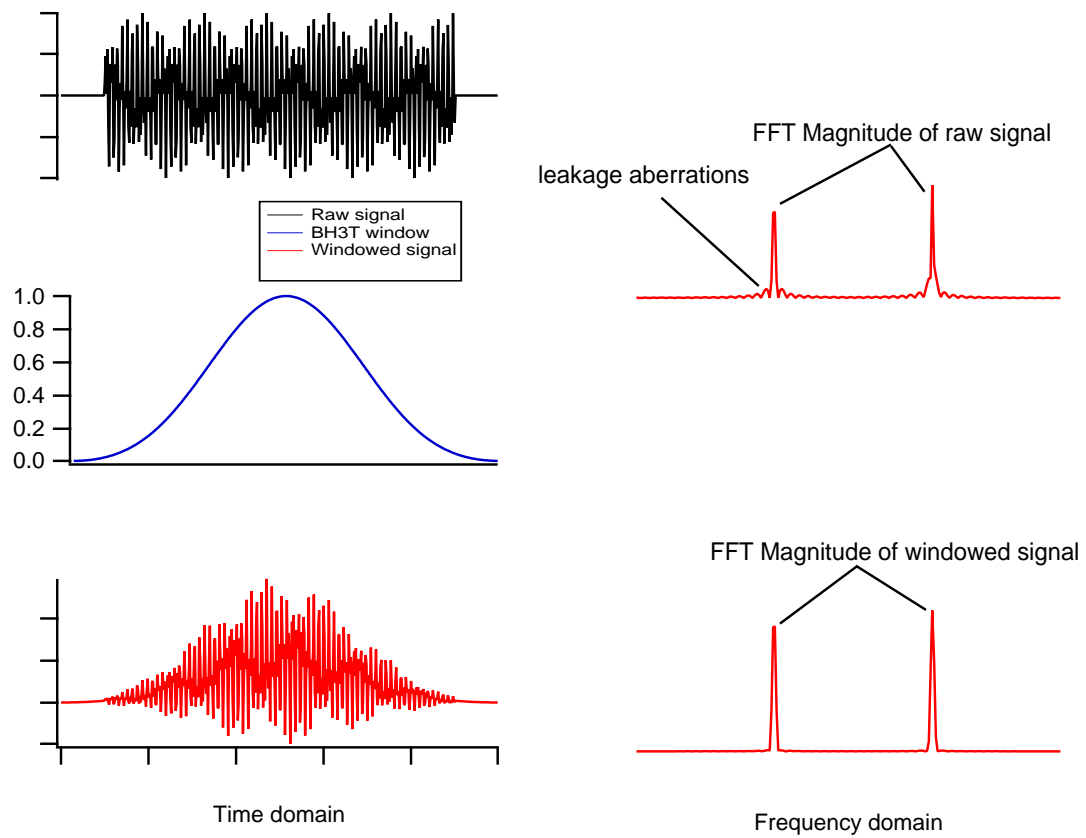 FFT Magnitude of raw signal
leakage aberrations
Raw signal
BH3T window
Windowed signal
1.0
0.8
0.6
0.4
0.2
0.0
FFT Magnitude of windowed signal
Time domain
Frequency domain